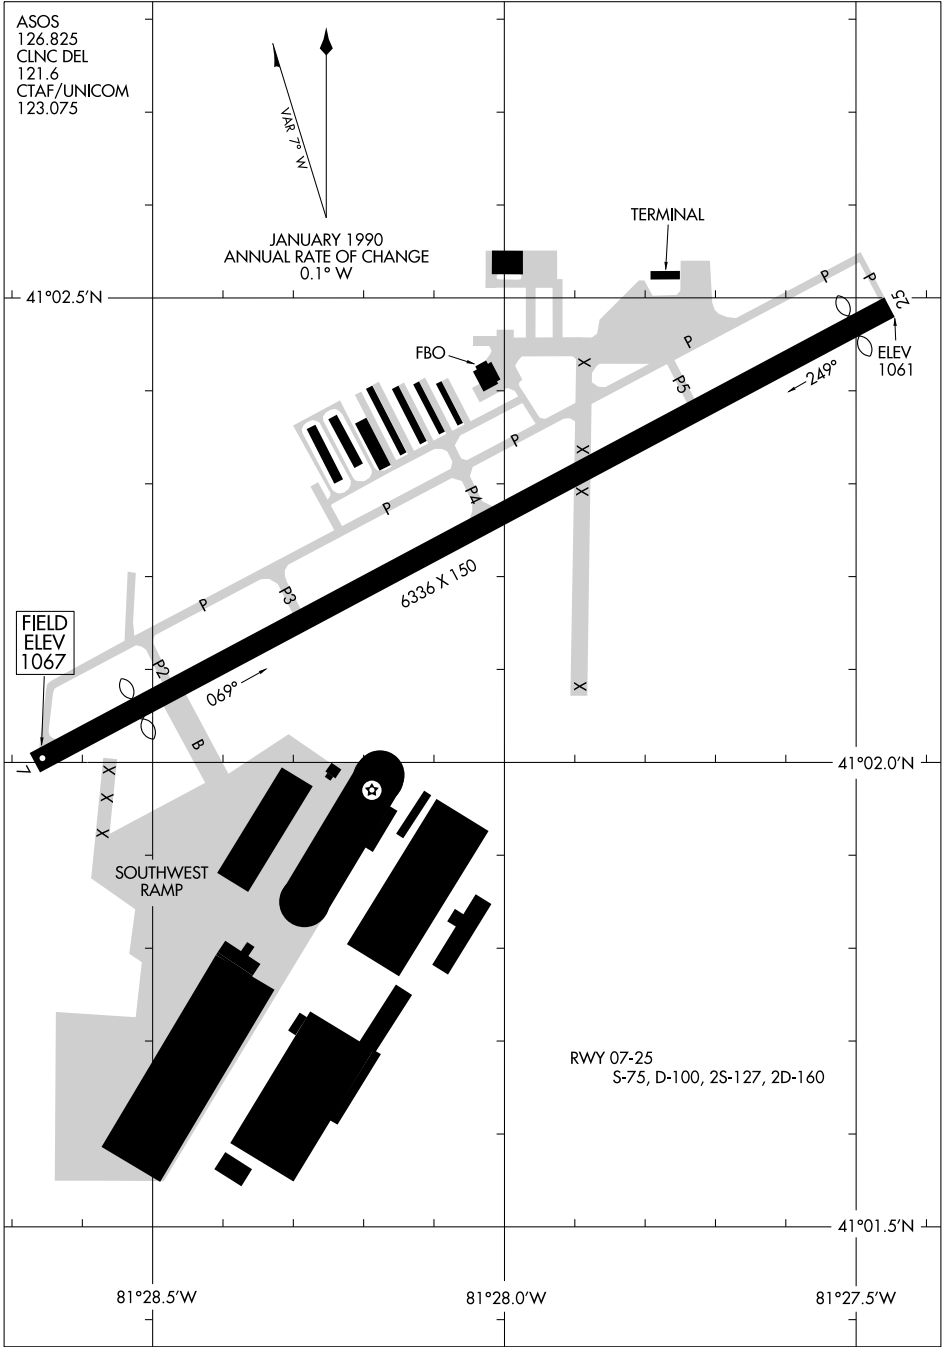 ASOS
126.825
CLNC DEL
121.6
CTAF/UNICOM
123.075
VAR 7° W
JANUARY 1990
ANNUAL RATE OF CHANGE
0.1° W
TERMINAL
41°02.5'N
P
P
25
FBO
P
ELEV
1061
249°
P5
X
P
X
P4
X
P
6336 X 150
P3
P
FIELD
ELEV
1067
P2
069°
X
B
7
41°02.0'N
X
X
X
SOUTHWEST
RAMP
RWY 07-25
S-75, D-100, 2S-127, 2D-160
41°01.5'N
81°28.5'W
81°28.0'W
81°27.5'W